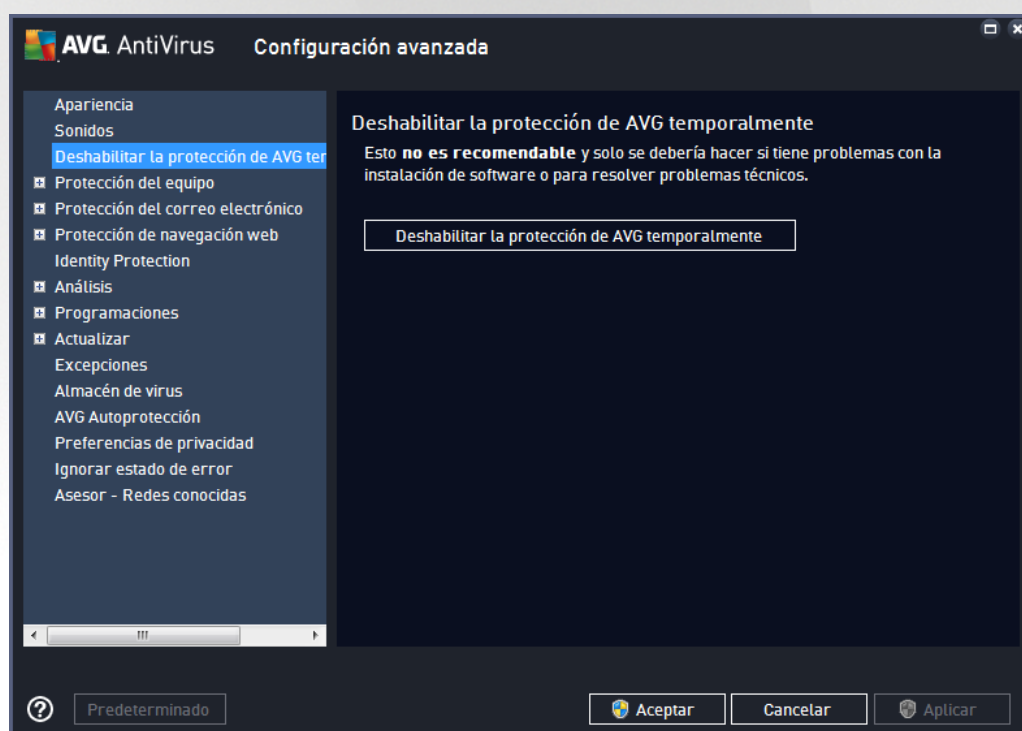 AVG. AntiVirus Configuración avanzada
Apariencia
Sonidos
Deshabilitar la protección de AVG ter
Protección del equipo
Protección del correo electrónico
Protección de navegación web
Identity Protection
Análisis
Programaciones
Actualizar
Excepciones
Almacén de virus
AVG Autoprotección
Preferencias de privacidad
Ignorar estado de error
Asesor - Redes conocidas
Deshabilitar la protección de AVG temporalmente
Esto no es recomendable y solo se debería hacer si tiene problemas con la
instalación de software o para resolver problemas técnicos.
Deshabilitar la protección de AVG temporalmente
Predeterminado
Aceptar
Cancelar
Aplicar